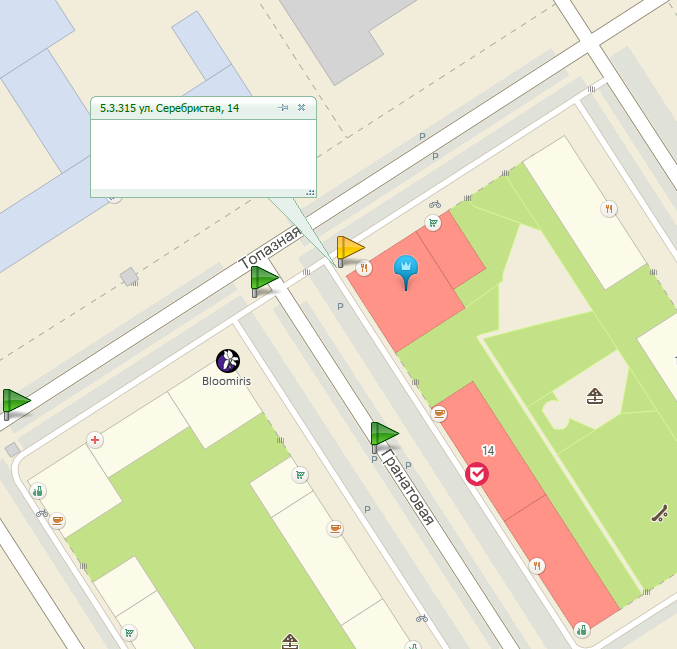 5.3.315 ул. Серебристая, 14
P
P
Топазная
P
Bloomiris
14
P
P
Гранатовая
P